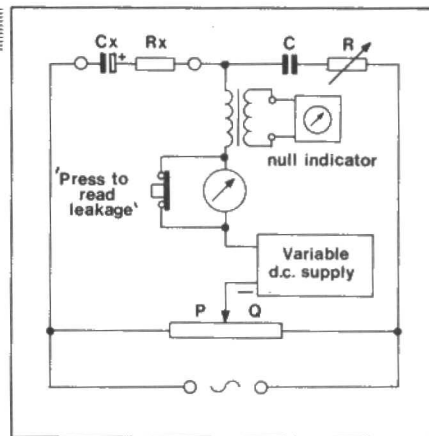 Cx + Rx C R
null indicator
'Press to
read
leakage'
Variable
d.c. supply
−
P Q